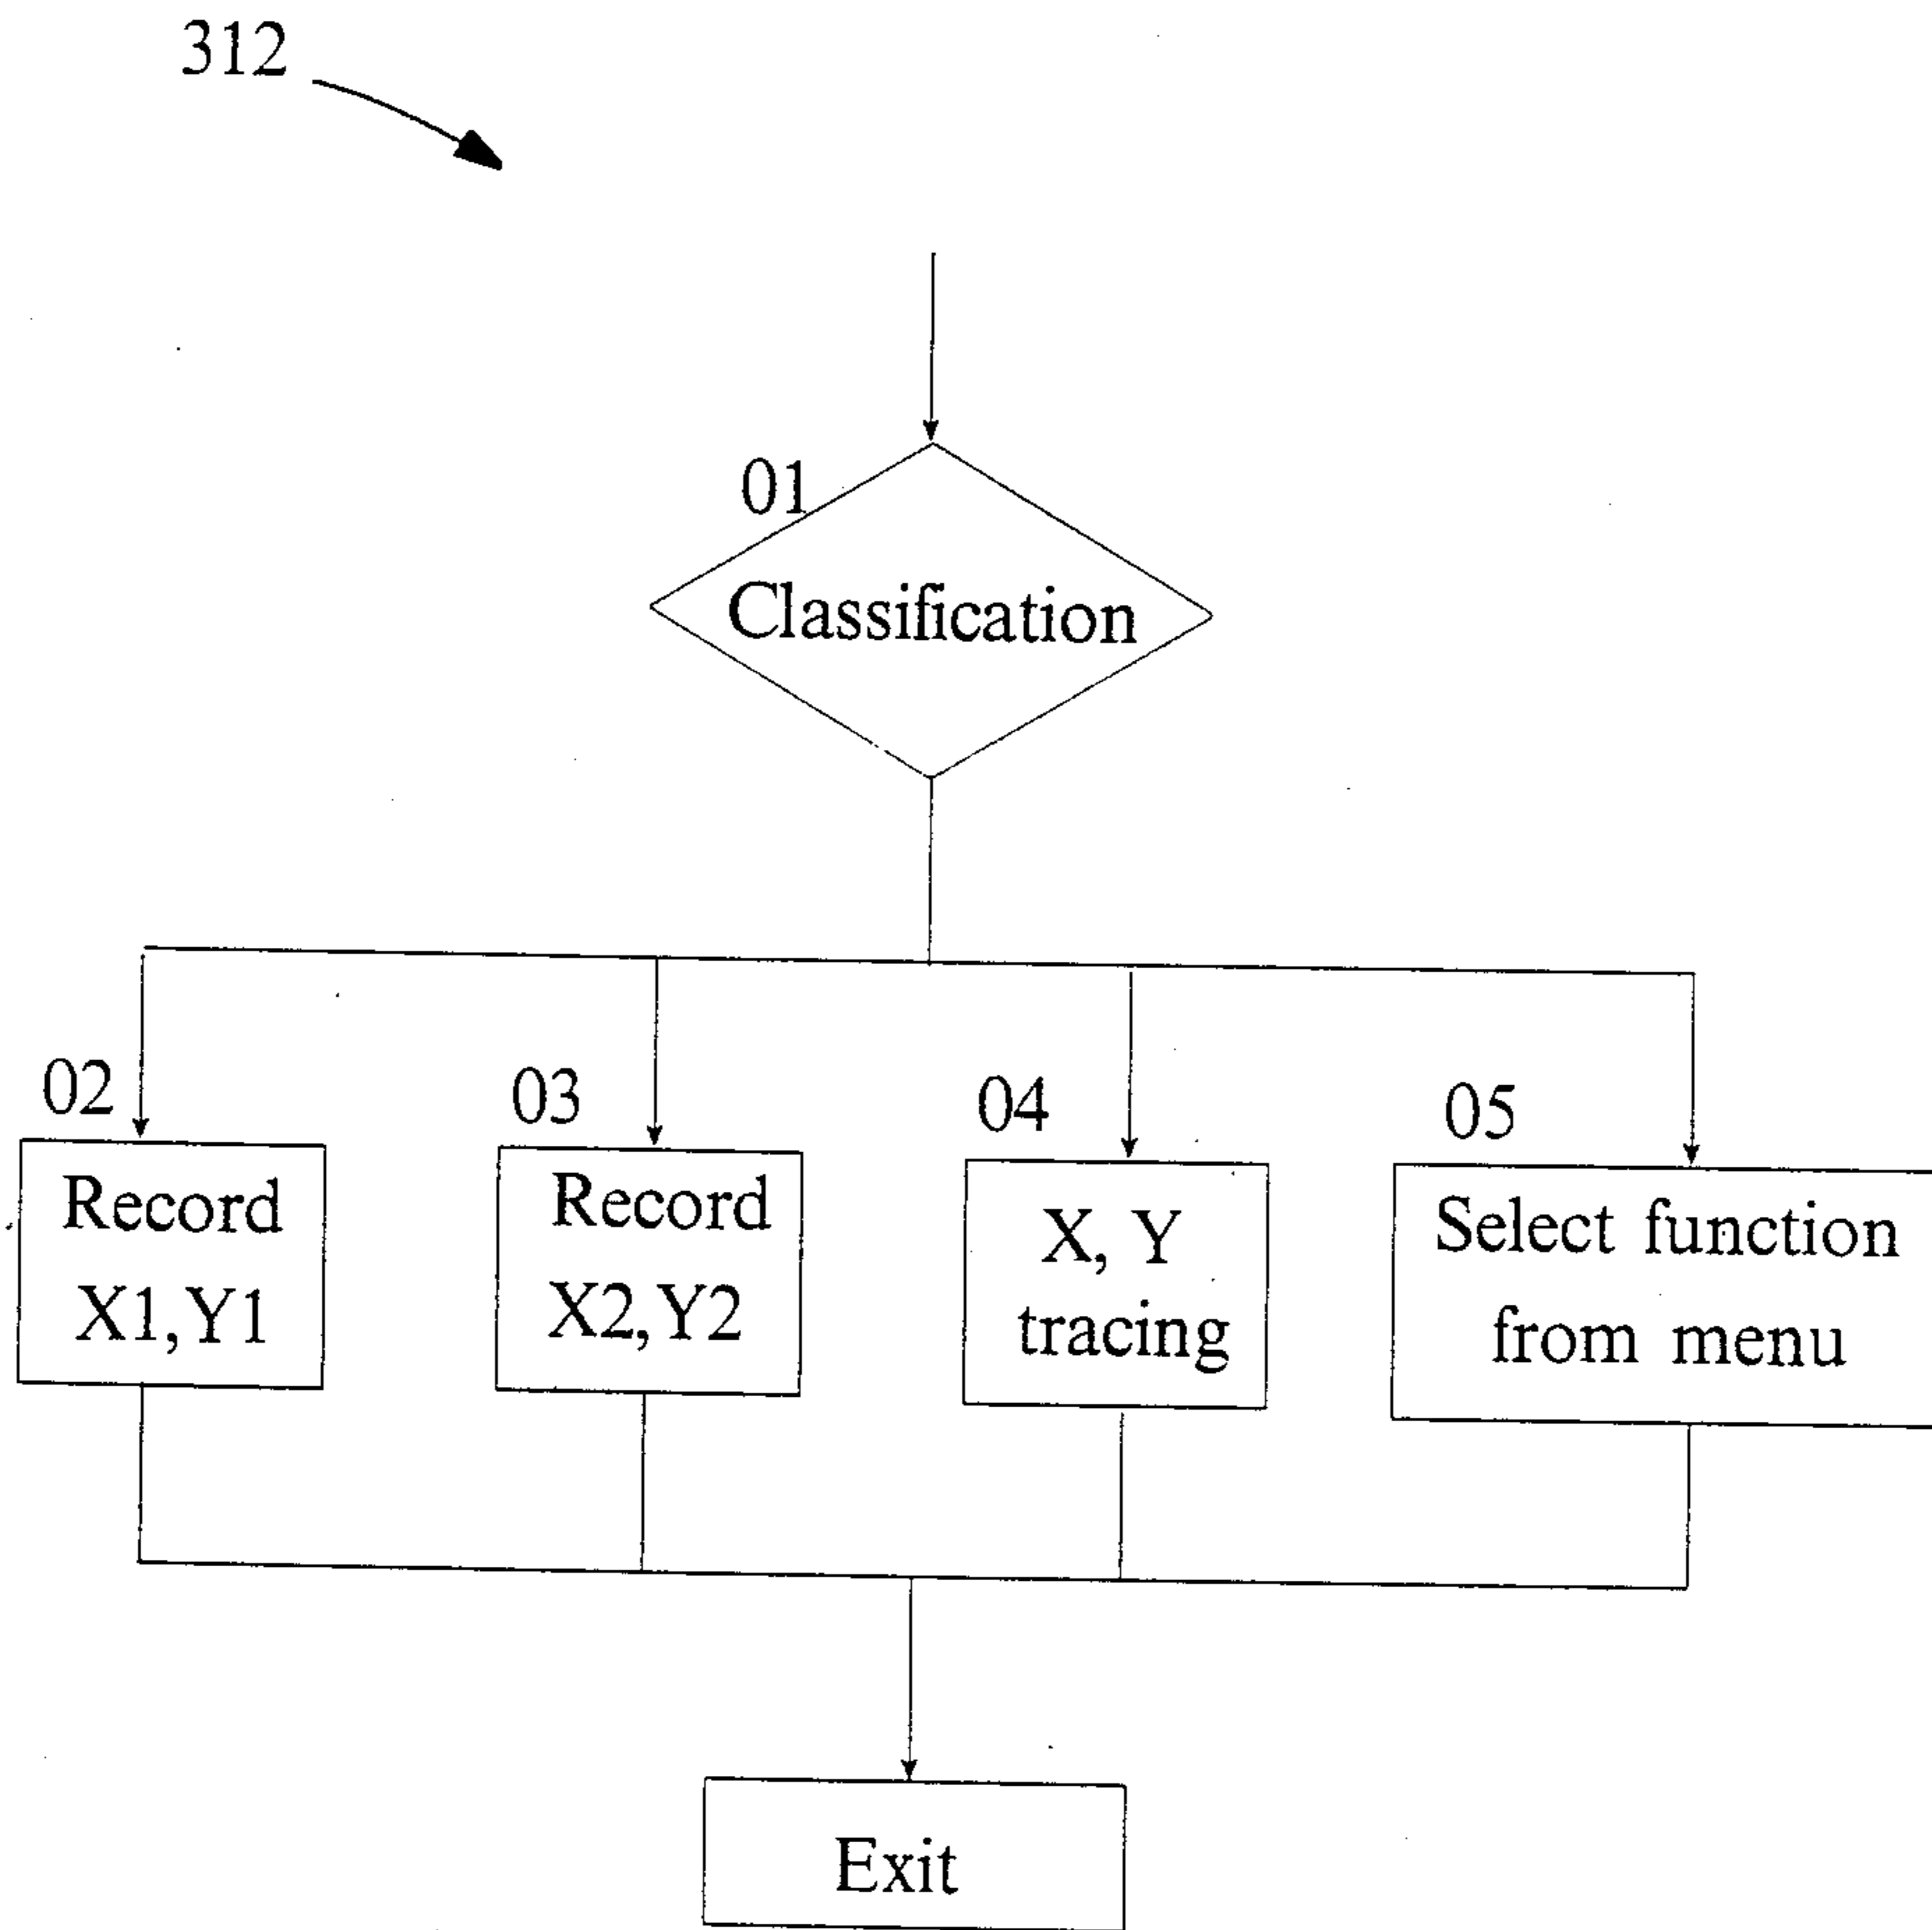 312
01
Classification
02
03
04
05
Record
X1,Y1
Record
X2,Y2
X, Y
tracing
Select function
from menu
Exit